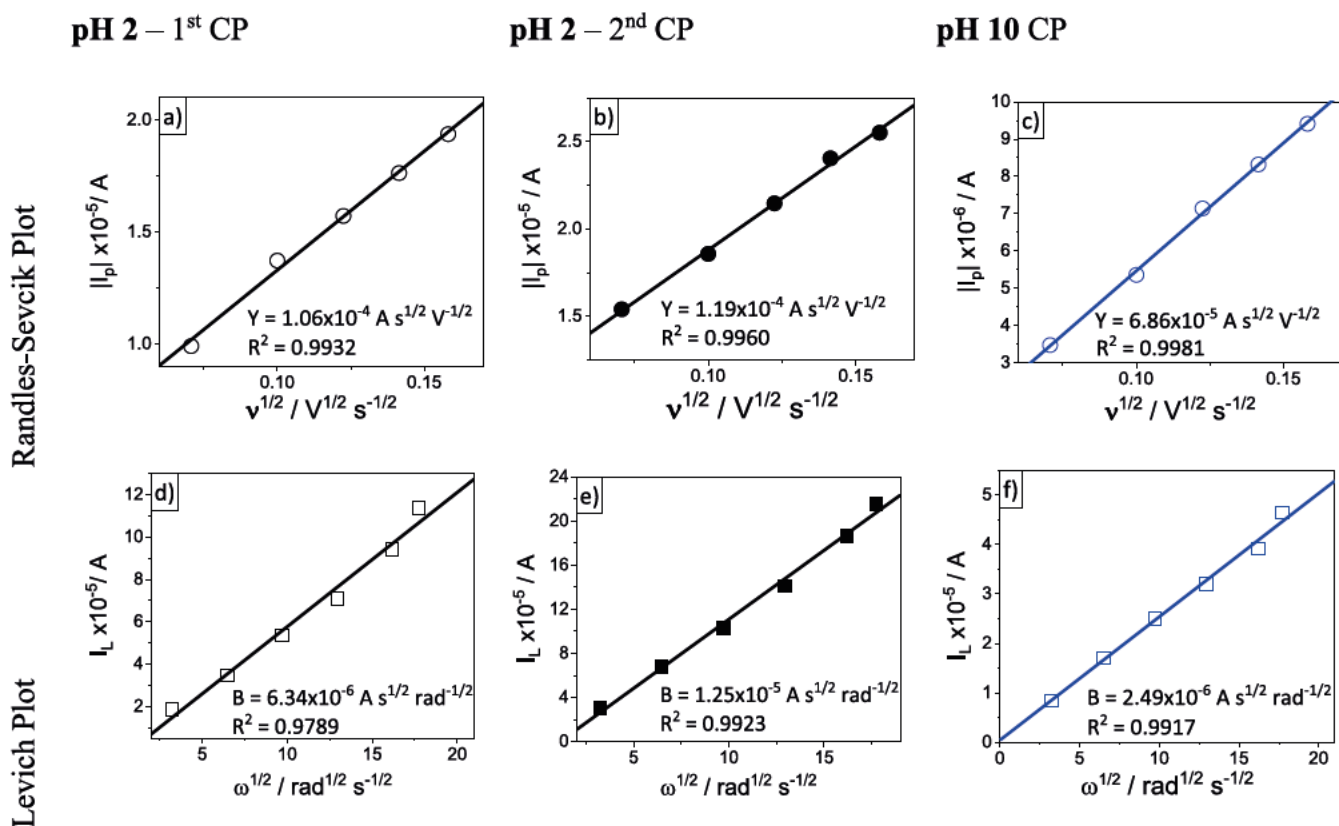 pH 2 – 1st CP
pH 2 – 2nd CP
pH 10 CP
Randles-Sevcik Plot
a)
|Ip| x10-5/ A
2.0
1.5
1.0
Y = 1.06x10-4 A s1/2 V-1/2
R2 = 0.9932
0.10 0.15
ν1/2 / V1/2 s-1/2
b)
|Ip| x10-5/ A
2.5
2.0
1.5
Y = 1.19x10-4 A s1/2 V-1/2
R2 = 0.9960
0.10 0.15
ν1/2 / V1/2 s-1/2
c)
|Ip| x10-6 / A
10
9
8
7
6
5
4
3
Y = 6.86x10-5 A s1/2 V-1/2
R2 = 0.9981
0.10 0.15
ν1/2 / V1/2 s-1/2
Levich Plot
d)
IL x10-5/ A
12
10
8
6
4
2
B = 6.34x10-6 A s1/2 rad-1/2
R2 = 0.9789
5 10 15 20
ω1/2 / rad1/2 s-1/2
e)
IL x10-5 / A
24
22
18
14
11
7
4
0
B = 1.25x10-5 A s1/2 rad-1/2
R2 = 0.9923
5 10 15
ω1/2 / rad1/2 s-1/2
f)
IL x10-5 / A
5
4
3
2
1
0
B = 2.49x10-6 A s1/2 rad-1/2
R2 = 0.9917
0 5 10 15 20
ω1/2 / rad1/2 s-1/2